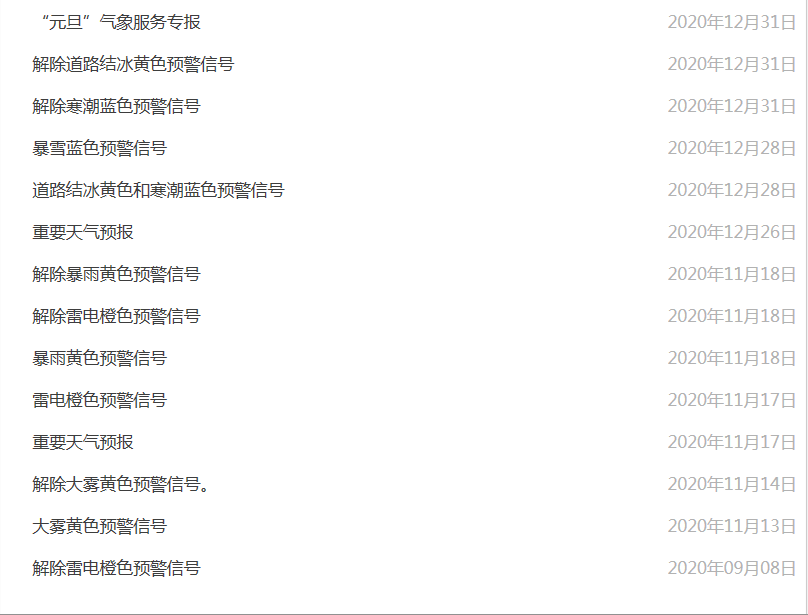 “元旦”气象服务专报 2020年12月31日
解除道路结冰黄色预警信号 2020年12月31日
解除寒潮蓝色预警信号 2020年12月31日
暴雪蓝色预警信号 2020年12月28日
道路结冰黄色和寒潮蓝色预警信号 2020年12月28日
重要天气预报 2020年12月26日
解除暴雨黄色预警信号 2020年11月18日
解除雷电橙色预警信号 2020年11月18日
暴雨黄色预警信号 2020年11月18日
雷电橙色预警信号 2020年11月17日
重要天气预报 2020年11月17日
解除大雾黄色预警信号。 2020年11月14日
大雾黄色预警信号 2020年11月13日
解除雷电橙色预警信号 2020年09月08日